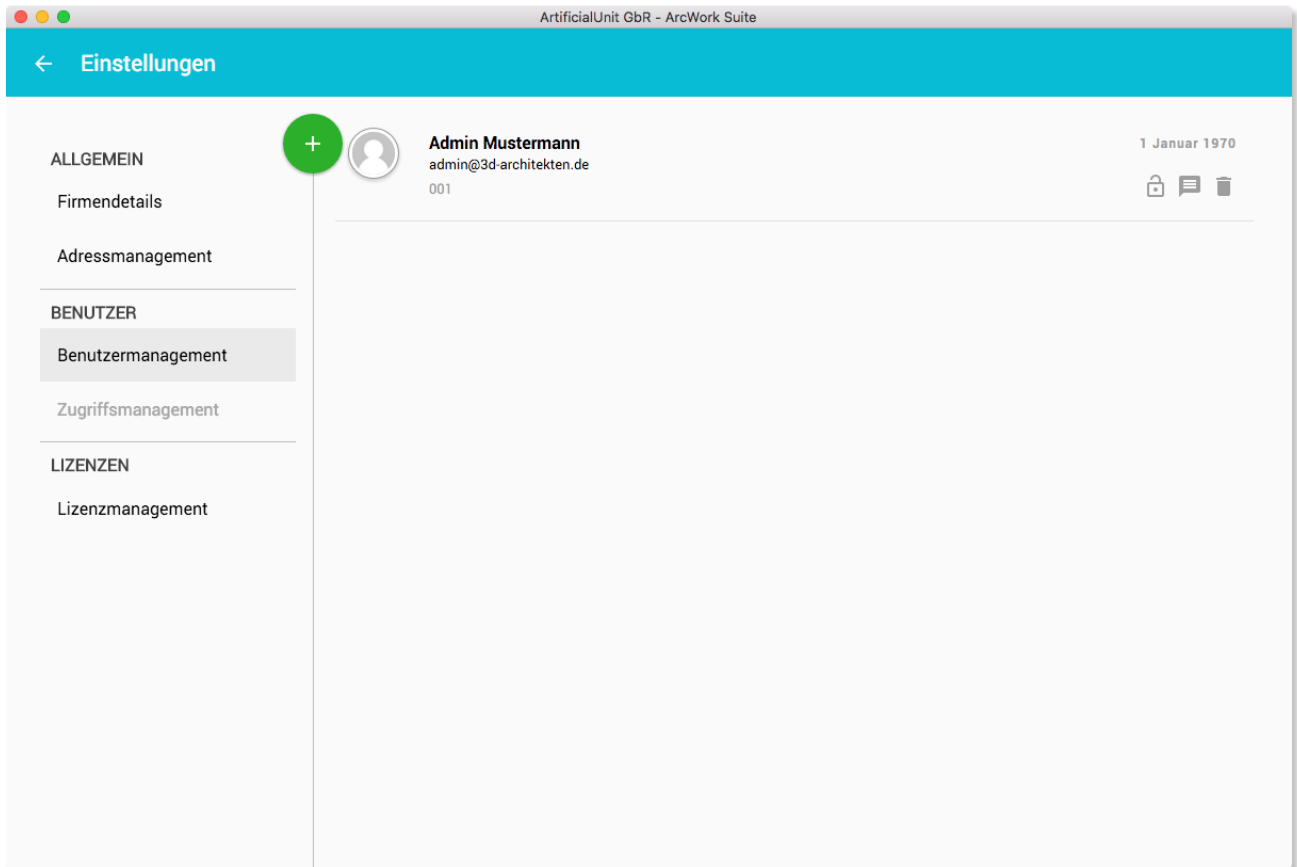 ArtificialUnit GbR - ArcWork Suite
Einstellungen
ALLGEMEIN
Firmendetails
Adressmanagement
BENUTZER
Benutzermanagement
Zugriffsmanagement
LIZENZEN
Lizenzmanagement
Admin Mustermann
admin@3d-architekten.de
001
1 Januar 1970